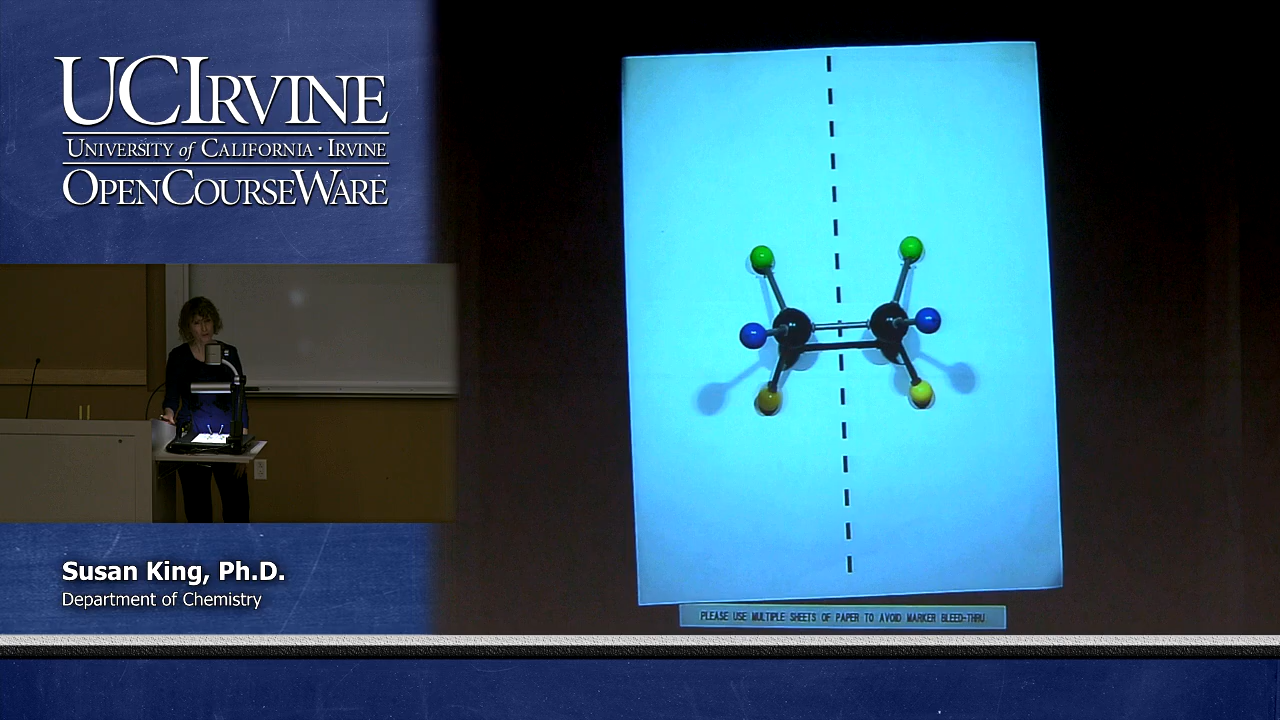 UCIRVINE
UNIVERSITY of CALIFORNIA · IRVINE
OPENCOURSEWARE
Susan King, Ph.D.
Department of Chemistry
PLEASE USE MULTIPLE SHEETS OF PAPER TO AVOID MARKER BLEED-THRU